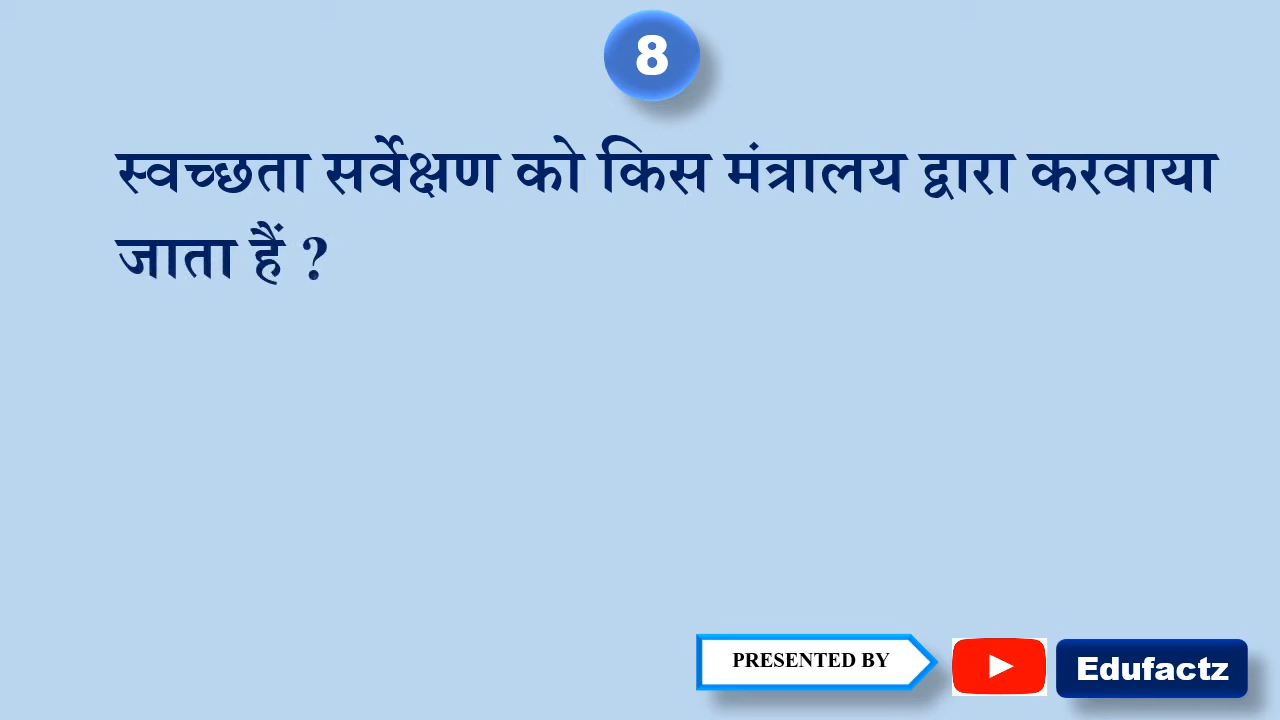 8
स्वच्छता सर्वेक्षण को किस मंत्रालय द्वारा करवाया
जाता हैं ?
PRESENTED BY
Edufactz